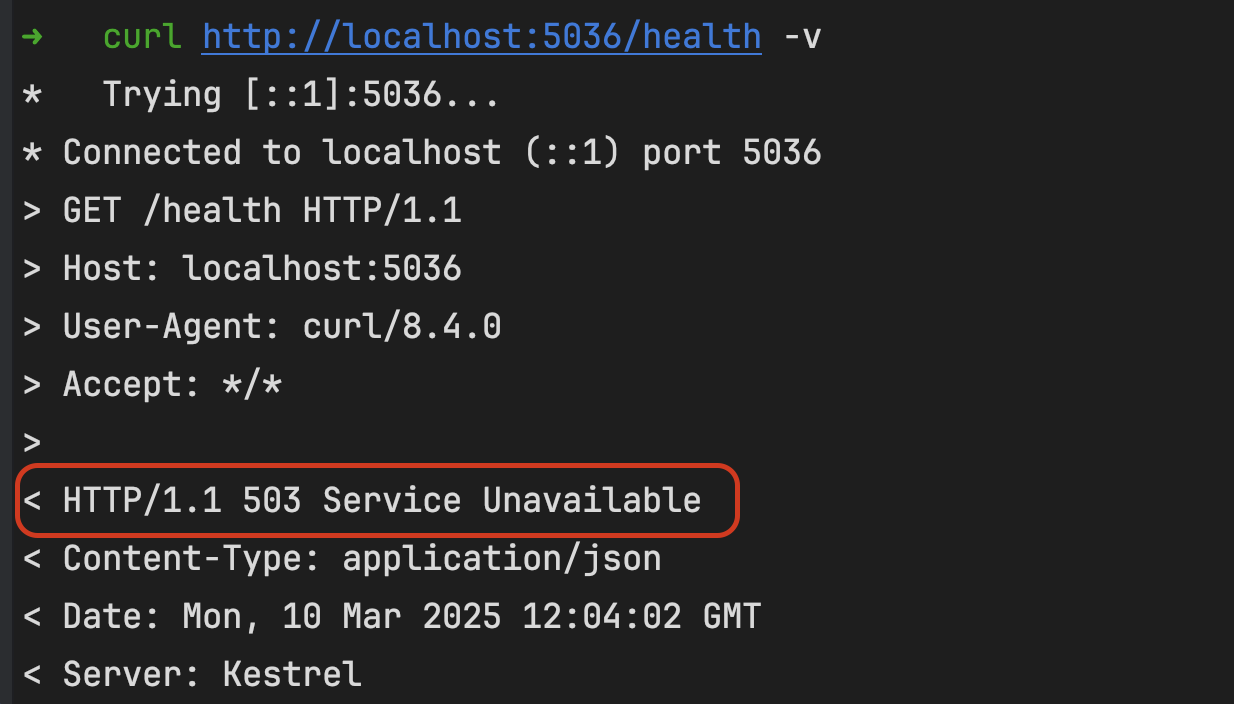 ➜   curl http://localhost:5036/health -v
*   Trying [::1]:5036...
* Connected to localhost (::1) port 5036
> GET /health HTTP/1.1
> Host: localhost:5036
> User-Agent: curl/8.4.0
> Accept: */*
>
< HTTP/1.1 503 Service Unavailable
< Content-Type: application/json
< Date: Mon, 10 Mar 2025 12:04:02 GMT
< Server: Kestrel